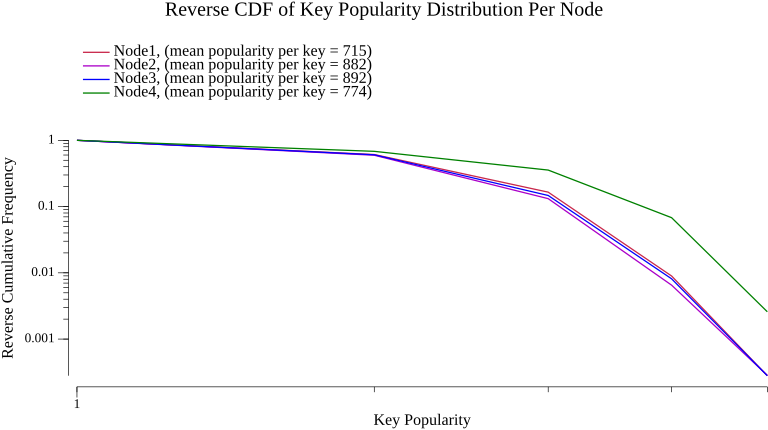 Reverse CDF of Key Popularity Distribution Per Node
Node1, (mean popularity per key = 715)
Node2, (mean popularity per key = 882)
Node3, (mean popularity per key = 892)
Node4, (mean popularity per key = 774)
1
0.1
0.01
0.001
Reverse Cumulative Frequency
1
Key Popularity